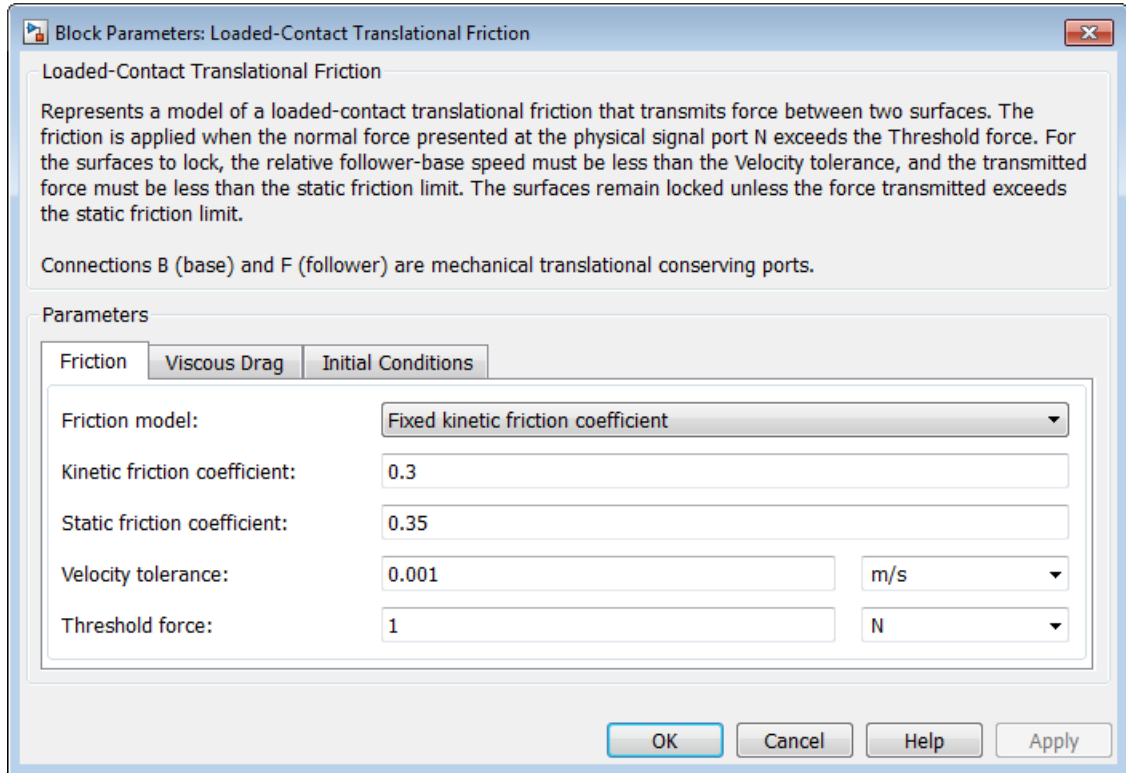 Block Parameters: Loaded-Contact Translational Friction
Loaded-Contact Translational Friction
Represents a model of a loaded-contact translational friction that transmits force between two surfaces. The
friction is applied when the normal force presented at the physical signal port N exceeds the Threshold force. For
the surfaces to lock, the relative follower-base speed must be less than the Velocity tolerance, and the transmitted
force must be less than the static friction limit. The surfaces remain locked unless the force transmitted exceeds
the static friction limit.
Connections B (base) and F (follower) are mechanical translational conserving ports.
Parameters
Friction Viscous Drag Initial Conditions
Friction model: Fixed kinetic friction coefficient
Kinetic friction coefficient: 0.3
Static friction coefficient: 0.35
Velocity tolerance: 0.001 m/s
Threshold force: 1 N
OK Cancel Help Apply